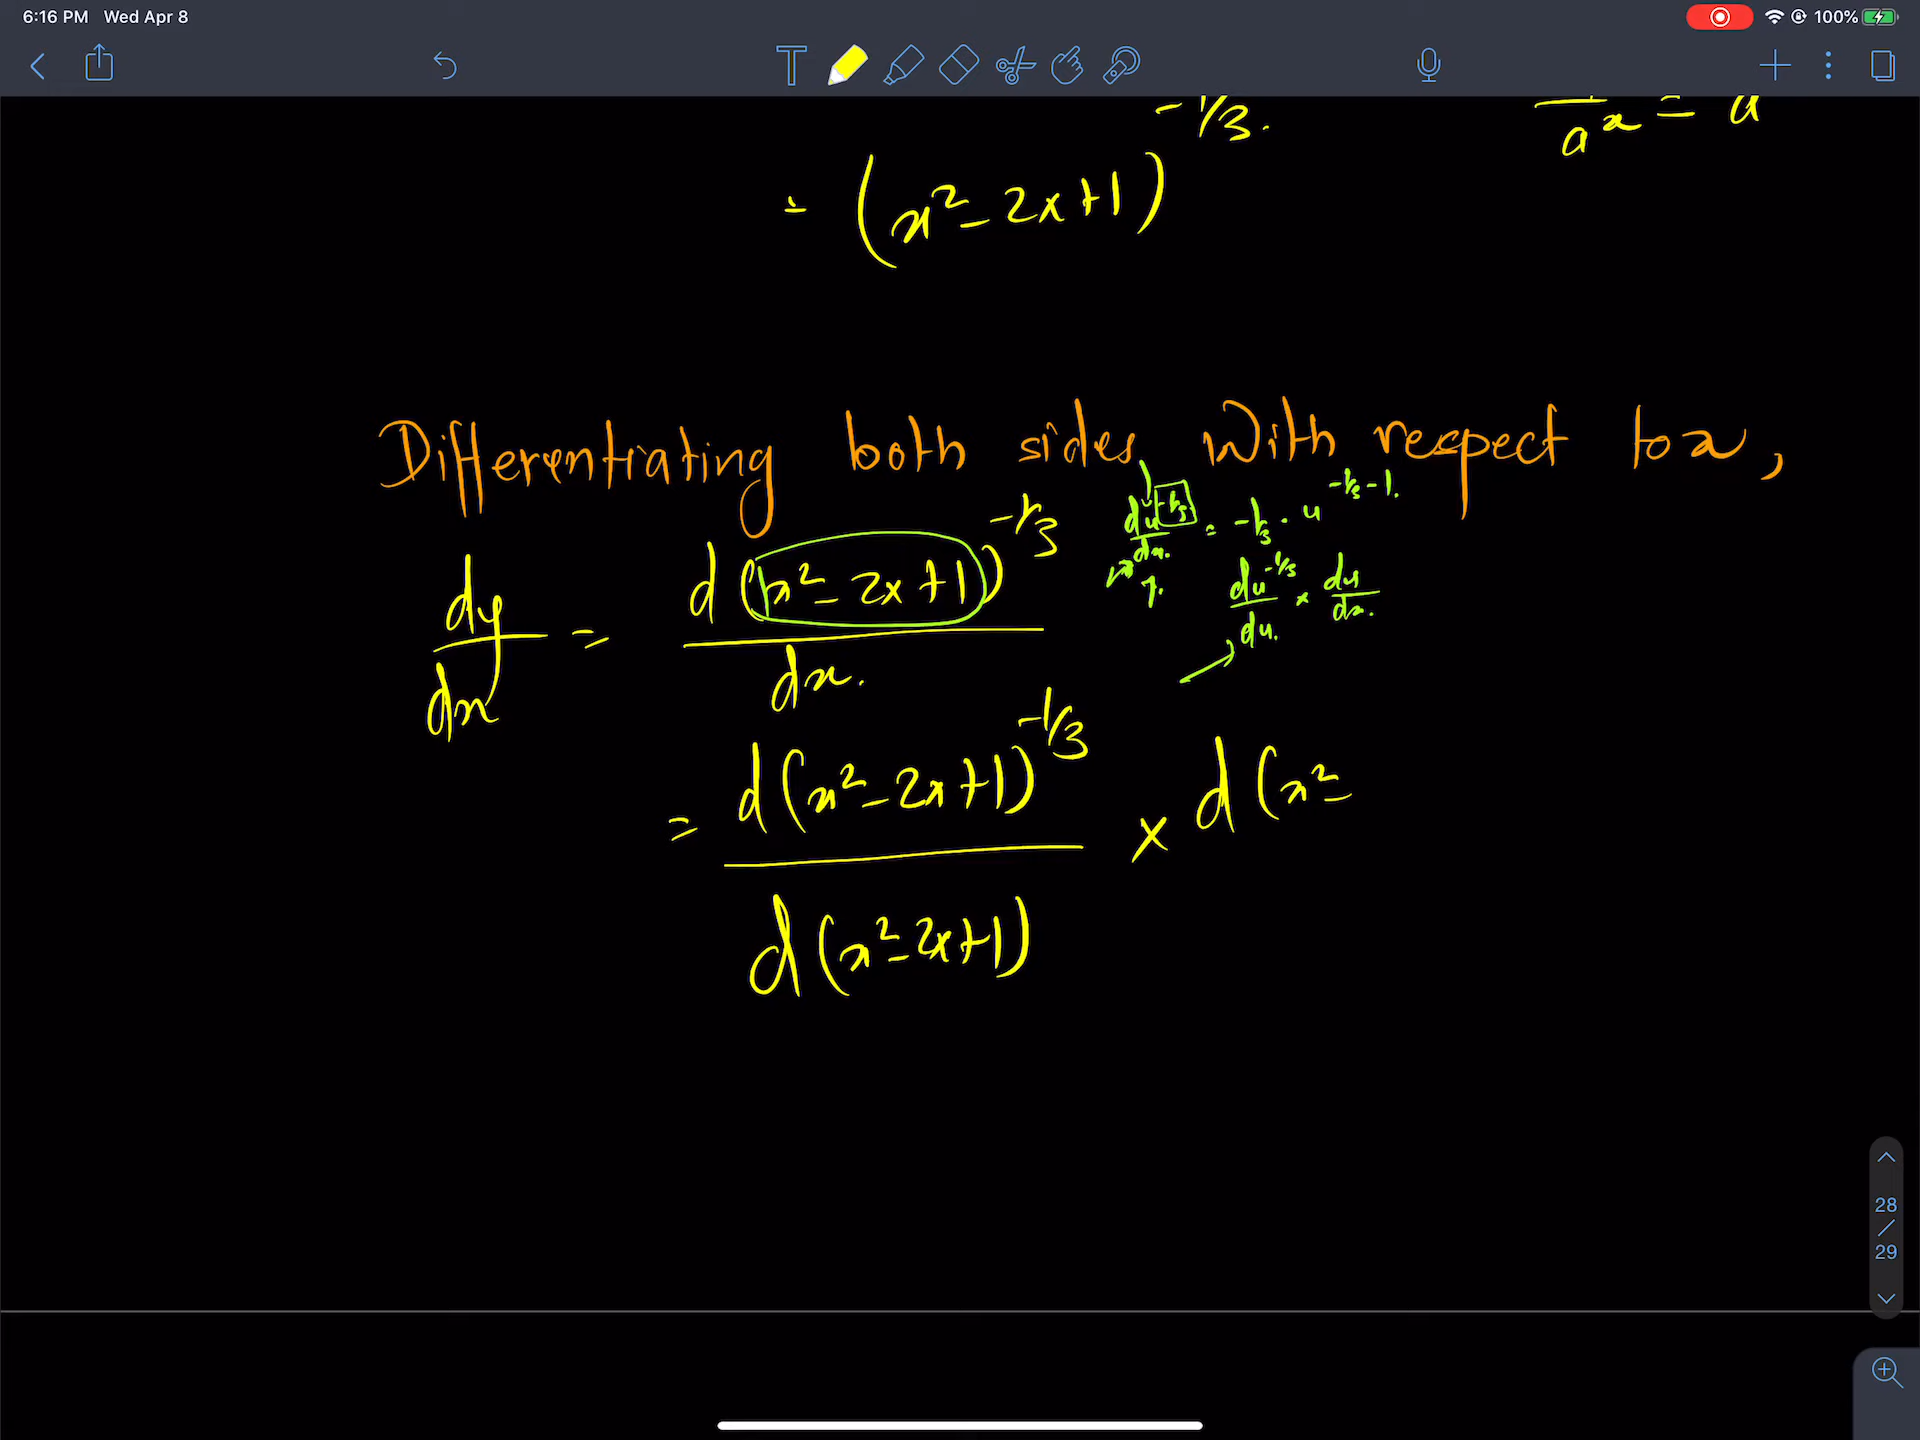 6:16 PM Wed Apr 8 100%
T
-1/3.
= (x²-2x+1)
a^x = a
Differentiating both sides with respect to x,
dy/dx = d(x²-2x+1)^-1/3 / dx.
du^-1/3 / dx. = -1/3 · u^-1/3-1.
du^-1/3 / du. × du/dx.
= d(x²-2x+1)^-1/3 / d(x²-2x+1) × d(x²-
28
/
29